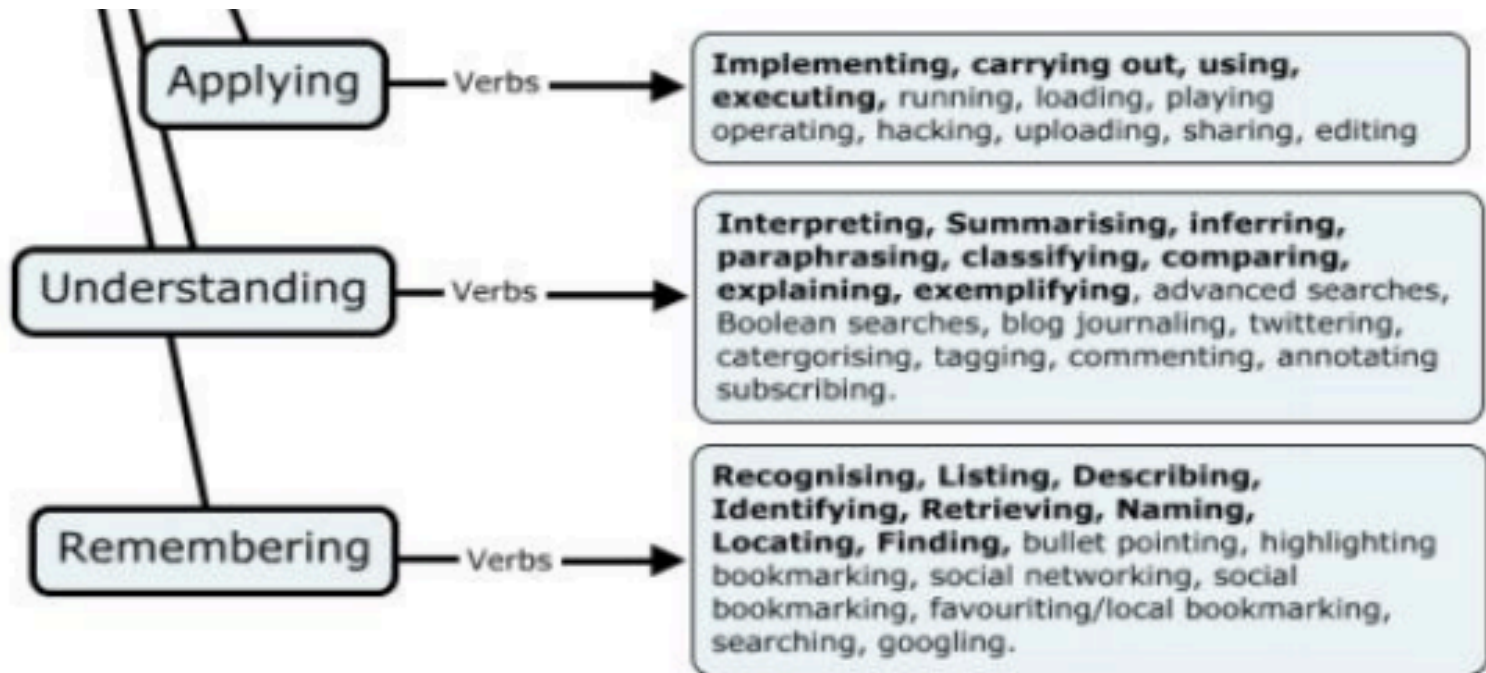 Applying
Verbs
Implementing, carrying out, using,
executing, running, loading, playing
operating, hacking, uploading, sharing, editing
Understanding
Verbs
Interpreting, Summarising, inferring,
paraphrasing, classifying, comparing,
explaining, exemplifying, advanced searches,
Boolean searches, blog journaling, twittering,
catergorising, tagging, commenting, annotating
subscribing.
Remembering
Verbs
Recognising, Listing, Describing,
Identifying, Retrieving, Naming,
Locating, Finding, bullet pointing, highlighting
bookmarking, social networking, social
bookmarking, favouriting/local bookmarking,
searching, googling.